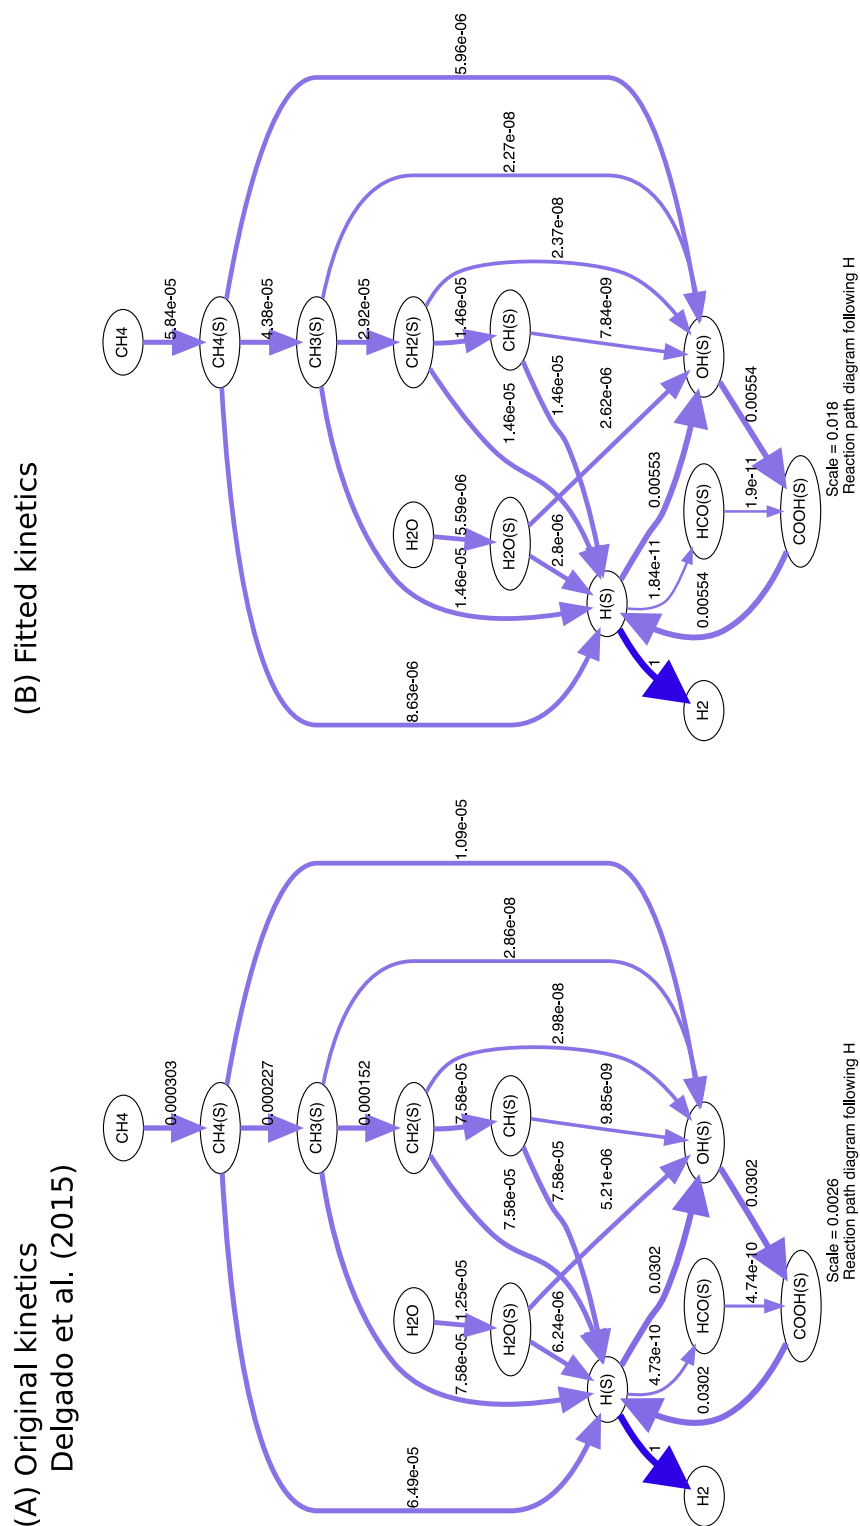 (A) Original kinetics
Delgado et al. (2015)
CH4
0.000303
CH4(S)
0.000227
CH3(S)
0.000152
CH2(S)
7.58e-05
CH(S)
1.09e-05
2.86e-08
2.98e-08
9.85e-09
5.21e-06
7.58e-05
7.58e-05
H2O
1.25e-05
H2O(S)
6.24e-06
7.58e-05
6.49e-05
H(S)
0.0302
OH(S)
0.0302
4.73e-10
HCO(S)
4.74e-10
0.0302
COOH(S)
1
H2
Scale = 0.0026
Reaction path diagram following H
(B) Fitted kinetics
CH4
5.84e-05
CH4(S)
4.38e-05
CH3(S)
2.92e-05
CH2(S)
1.46e-05
CH(S)
5.96e-06
2.27e-08
2.37e-08
7.84e-09
2.62e-06
1.46e-05
1.46e-05
H2O
5.59e-06
H2O(S)
2.8e-06
1.46e-05
8.63e-06
H(S)
0.00553
OH(S)
0.00554
1.84e-11
HCO(S)
1.9e-11
0.00554
COOH(S)
1
H2
Scale = 0.018
Reaction path diagram following H